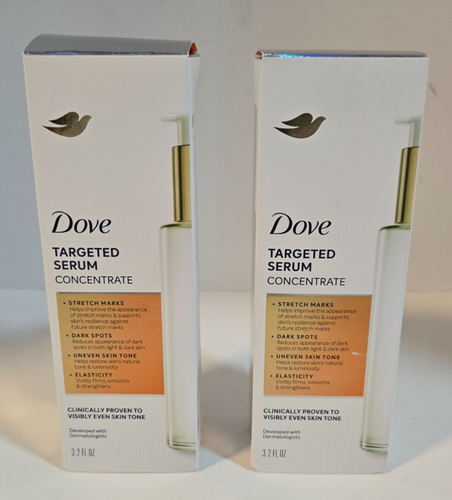 Dove
TARGETED
SERUM
CONCENTRATE
• STRETCH MARKS
Helps improve the appearance
of stretch marks & supports
skin's resilience against
future stretch marks
• DARK SPOTS
Reduces appearance of dark
spots in both light & dark skin
• UNEVEN SKIN TONE
Helps restore skin's natural
tone & luminosity
• ELASTICITY
Visibly firms, smooths
& strengthens
CLINICALLY PROVEN TO
VISIBLY EVEN SKIN TONE
Developed with
Dermatologists
3.2 FL OZ
Dove
TARGETED
SERUM
CONCENTRATE
• STRETCH MARKS
Helps improve the appearance
of stretch marks & supports
skin's resilience against
future stretch marks
• DARK SPOTS
Reduces appearance of dark
spots in both light & dark skin
• UNEVEN SKIN TONE
Helps restore skin's natural
tone & luminosity
• ELASTICITY
Visibly firms, smooths
& strengthens
CLINICALLY PROVEN TO
VISIBLY EVEN SKIN TONE
Developed with
Dermatologists
3.2 FL OZ